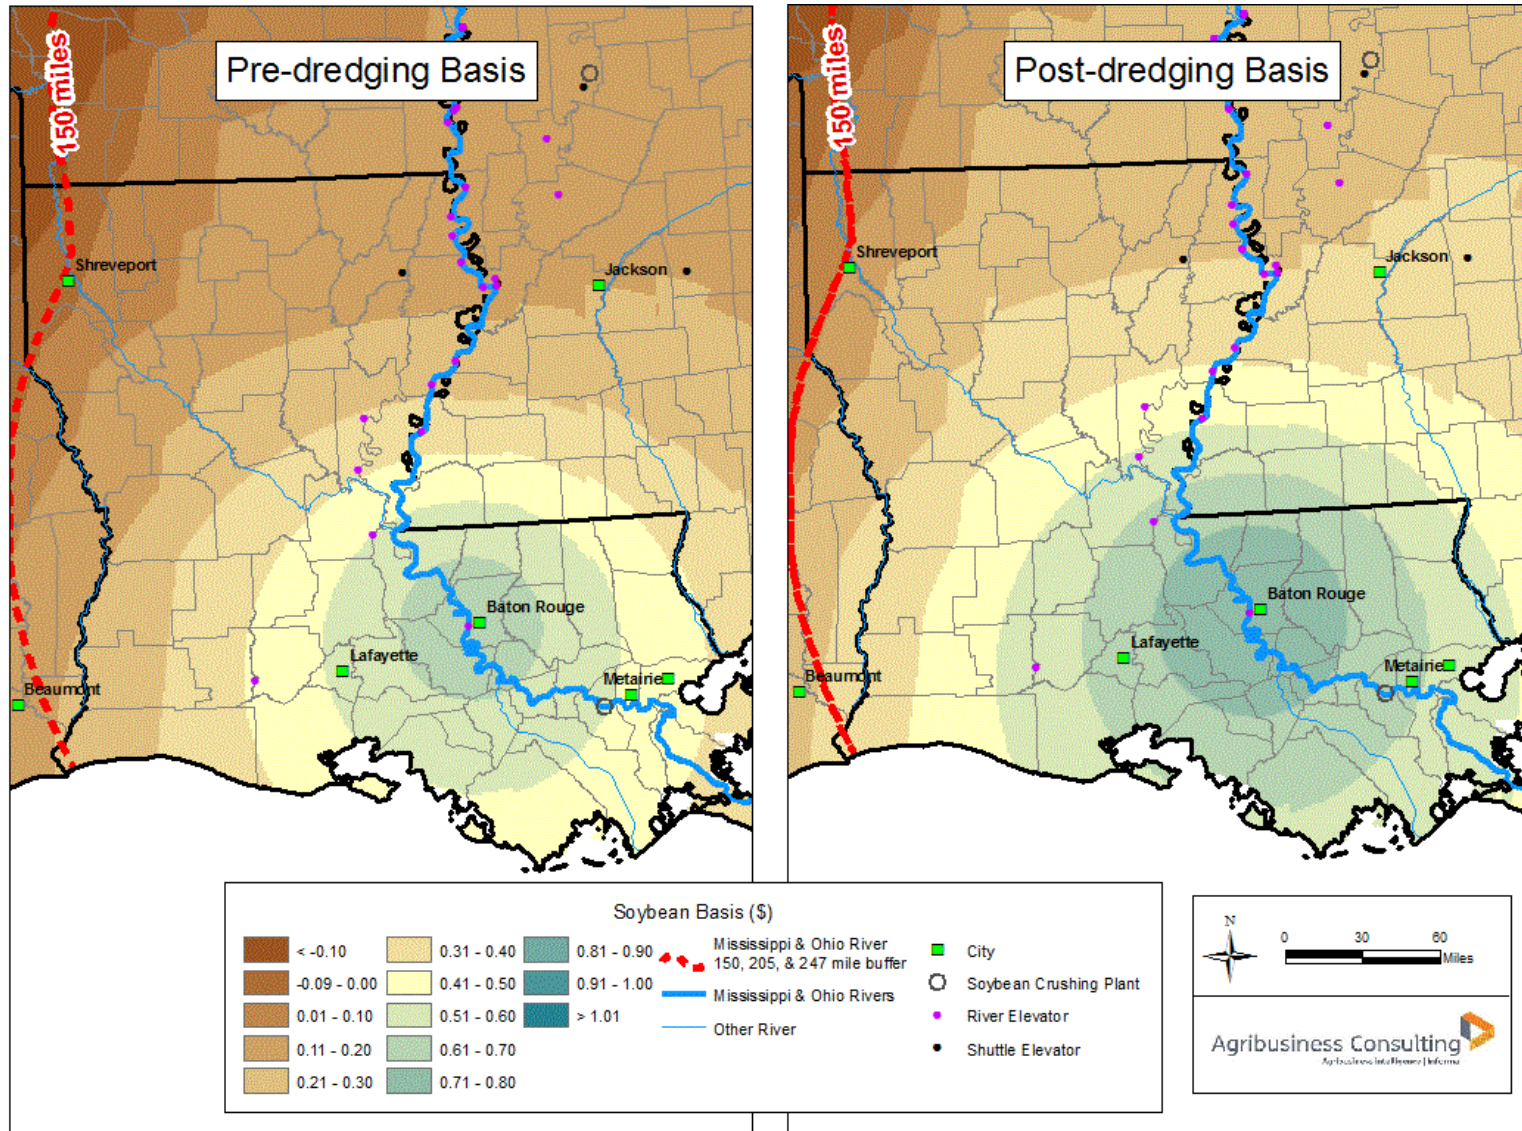 Pre-dredging Basis
150 miles
Shreveport
Jackson
Baton Rouge
Lafayette
Metairie
Beaumont
Post-dredging Basis
150 miles
Shreveport
Jackson
Baton Rouge
Lafayette
Metairie
Beaumont
Soybean Basis ($)
< -0.10
-0.09 - 0.00
0.01 - 0.10
0.11 - 0.20
0.21 - 0.30
0.31 - 0.40
0.41 - 0.50
0.51 - 0.60
0.61 - 0.70
0.71 - 0.80
0.81 - 0.90
0.91 - 1.00
> 1.01
Mississippi & Ohio River
150, 205, & 247 mile buffer
Mississippi & Ohio Rivers
Other River
City
Soybean Crushing Plant
River Elevator
Shuttle Elevator
N
0 30 60
Miles
Agribusiness Consulting
Agribusiness Intelligence | Informa